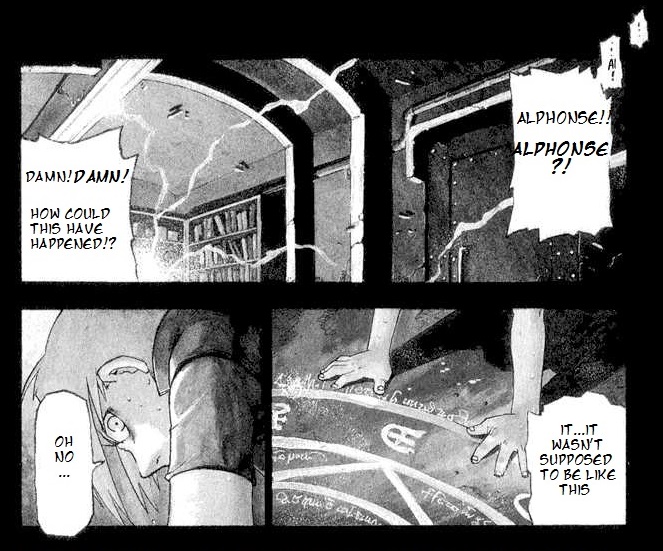 AL!
ALPHONSE!!
ALPHONSE
?!
DAMN! DAMN!
HOW COULD
THIS HAVE
HAPPENED!?
IT...IT
WASN'T
SUPPOSED
TO BE LIKE
THIS
OH
NO
...